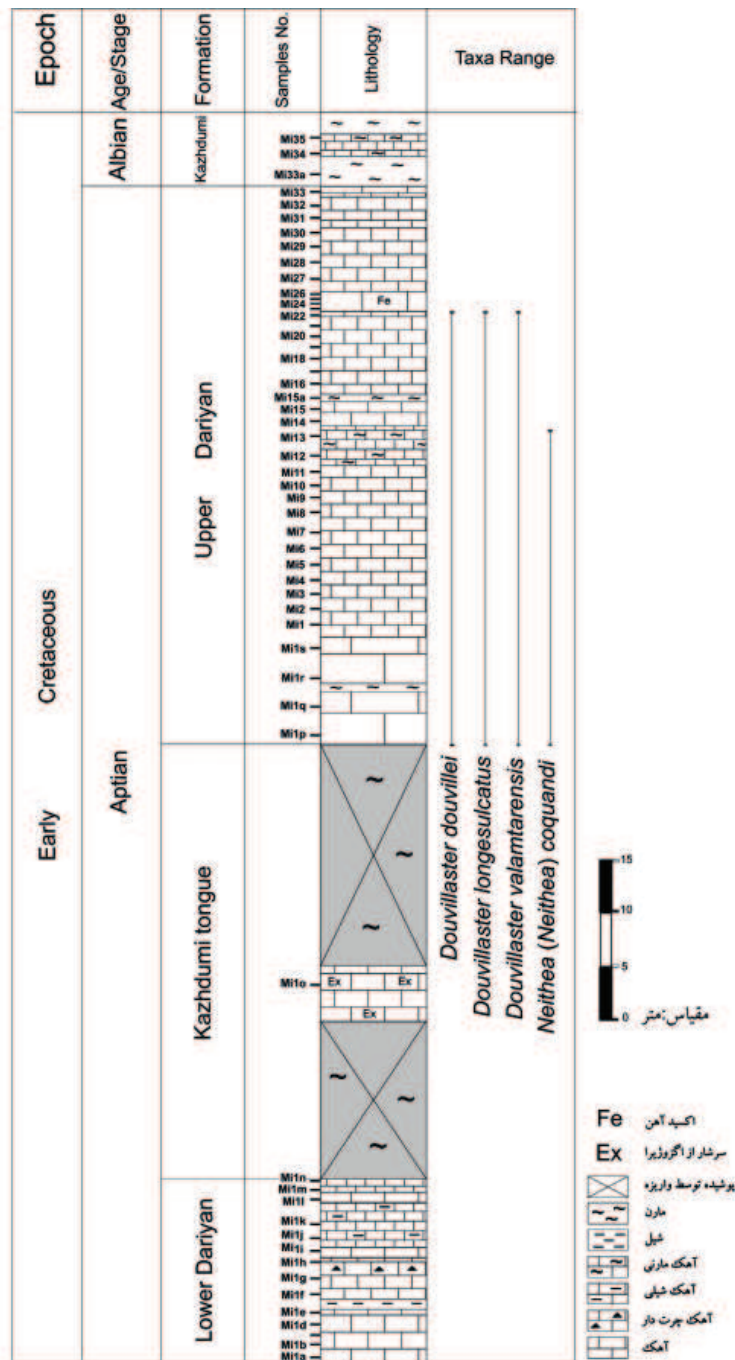 Epoch
Age/Stage
Formation
Samples No.
Lithology
Taxa Range
Early Cretaceous
Albian
Aptian
Kazhdumi
Upper Dariyan
Kazhdumi tongue
Lower Dariyan
Mi35
Mi34
Mi33a
Mi33
Mi32
Mi31
Mi30
Mi29
Mi28
Mi27
Mi26
Mi24
Mi22
Mi20
Mi18
Mi16
Mi15a
Mi15
Mi14
Mi13
Mi12
Mi11
Mi10
Mi9
Mi8
Mi7
Mi6
Mi5
Mi4
Mi3
Mi2
Mi1
Mi1s
Mi1r
Mi1q
Mi1p
Mi1o
Mi1n
Mi1m
Mi1l
Mi1k
Mi1j
Mi1i
Mi1h
Mi1g
Mi1f
Mi1e
Mi1d
Mi1b
Mi1a
Fe
Ex Ex
Ex
Douvillaster douvillei
Douvillaster longesulcatus
Douvillaster valamtarensis
Neithea (Neithea) coquandi
15
10
5
0
مقیاس:متر
Fe اکسید آهن
Ex سرشار از اگزوژیرا
پوشیده توسط واریزه
مارن
شیل
آهک مارنی
آهک شیلی
آهک چرت دار
آهک